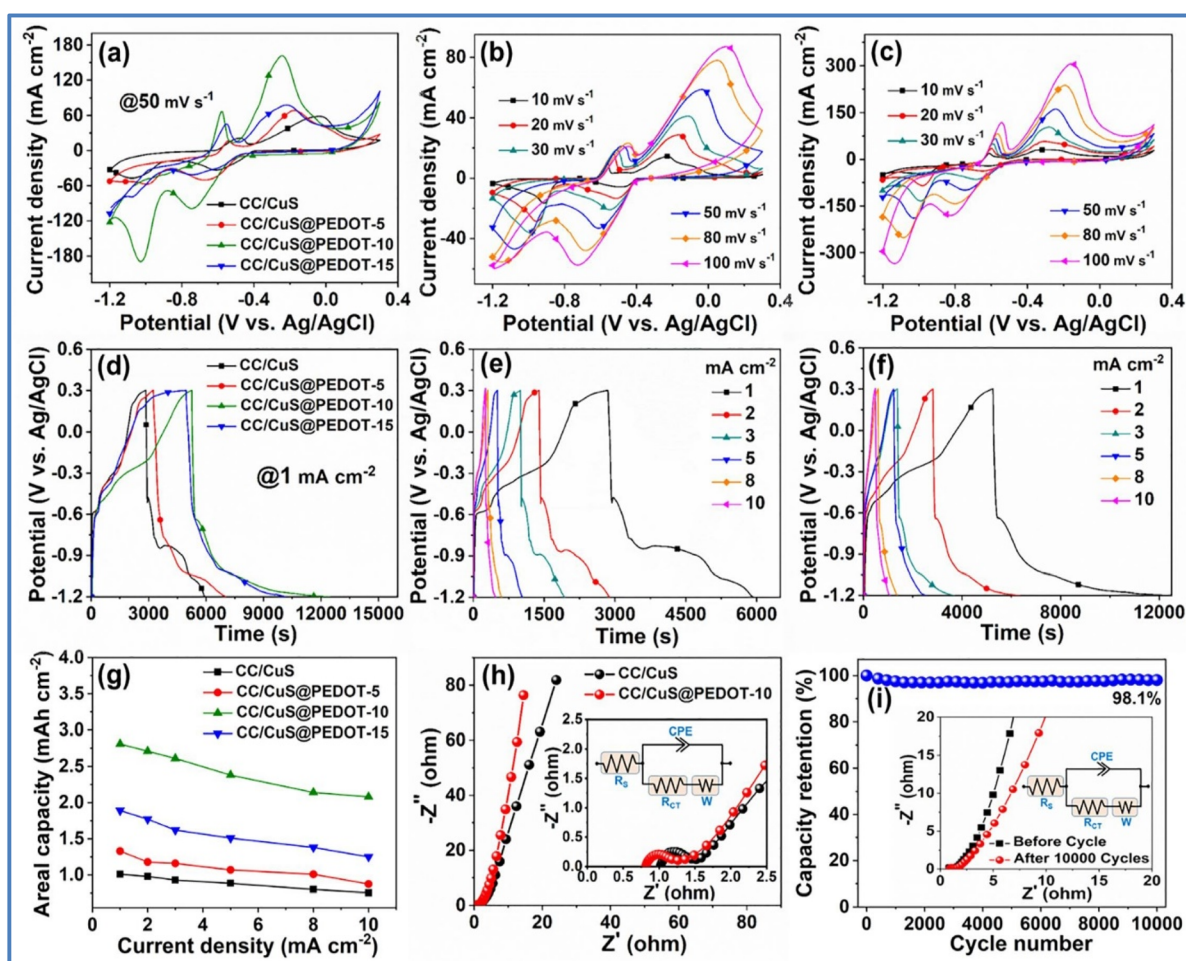 (a)
@50 mV s⁻¹
CC/CuS
CC/CuS@PEDOT-5
CC/CuS@PEDOT-10
CC/CuS@PEDOT-15
180
120
60
0
-60
-120
-180
Current density (mA cm⁻²)
-1.2 -0.8 -0.4 0.0 0.4
Potential (V vs. Ag/AgCl)
(b)
10 mV s⁻¹
20 mV s⁻¹
30 mV s⁻¹
50 mV s⁻¹
80 mV s⁻¹
100 mV s⁻¹
80
40
0
-40
Current density (mA cm⁻²)
-1.2 -0.8 -0.4 0.0 0.4
Potential (V vs. Ag/AgCl)
(c)
10 mV s⁻¹
20 mV s⁻¹
30 mV s⁻¹
50 mV s⁻¹
80 mV s⁻¹
100 mV s⁻¹
300
150
0
-150
-300
Current density (mA cm⁻²)
-1.2 -0.8 -0.4 0.0 0.4
Potential (V vs. Ag/AgCl)
(d)
CC/CuS
CC/CuS@PEDOT-5
CC/CuS@PEDOT-10
CC/CuS@PEDOT-15
@1 mA cm⁻²
0.6
0.3
0.0
-0.3
-0.6
-0.9
-1.2
Potential (V vs. Ag/AgCl)
0 3000 6000 9000 12000 15000
Time (s)
(e)
mA cm⁻²
1
2
3
5
8
10
0.6
0.3
0.0
-0.3
-0.6
-0.9
-1.2
Potential (V vs. Ag/AgCl)
0 1500 3000 4500 6000
Time (s)
(f)
mA cm⁻²
1
2
3
5
8
10
0.6
0.3
0.0
-0.3
-0.6
-0.9
-1.2
Potential (V vs. Ag/AgCl)
0 4000 8000 12000
Time (s)
(g)
CC/CuS
CC/CuS@PEDOT-5
CC/CuS@PEDOT-10
CC/CuS@PEDOT-15
4.0
3.5
3.0
2.5
2.0
1.5
1.0
Areal capacity (mAh cm⁻²)
0 2 4 6 8 10
Current density (mA cm⁻²)
(h)
CC/CuS
CC/CuS@PEDOT-10
80
60
40
20
0
-Z'' (ohm)
0 20 40 60 80
Z' (ohm)
2.5
2.0
1.5
1.0
0.5
0.0
-Z'' (ohm)
CPE
R_S
R_CT
W
0.0 0.5 1.0 1.5 2.0 2.5
Z' (ohm)
(i)
98.1%
100
80
60
40
20
0
Capacity retention (%)
0 2000 4000 6000 8000 10000
Cycle number
20
15
10
5
0
-Z'' (ohm)
CPE
R_S
R_CT
W
Before Cycle
After 10000 Cycles
0 5 10 15 20
Z' (ohm)